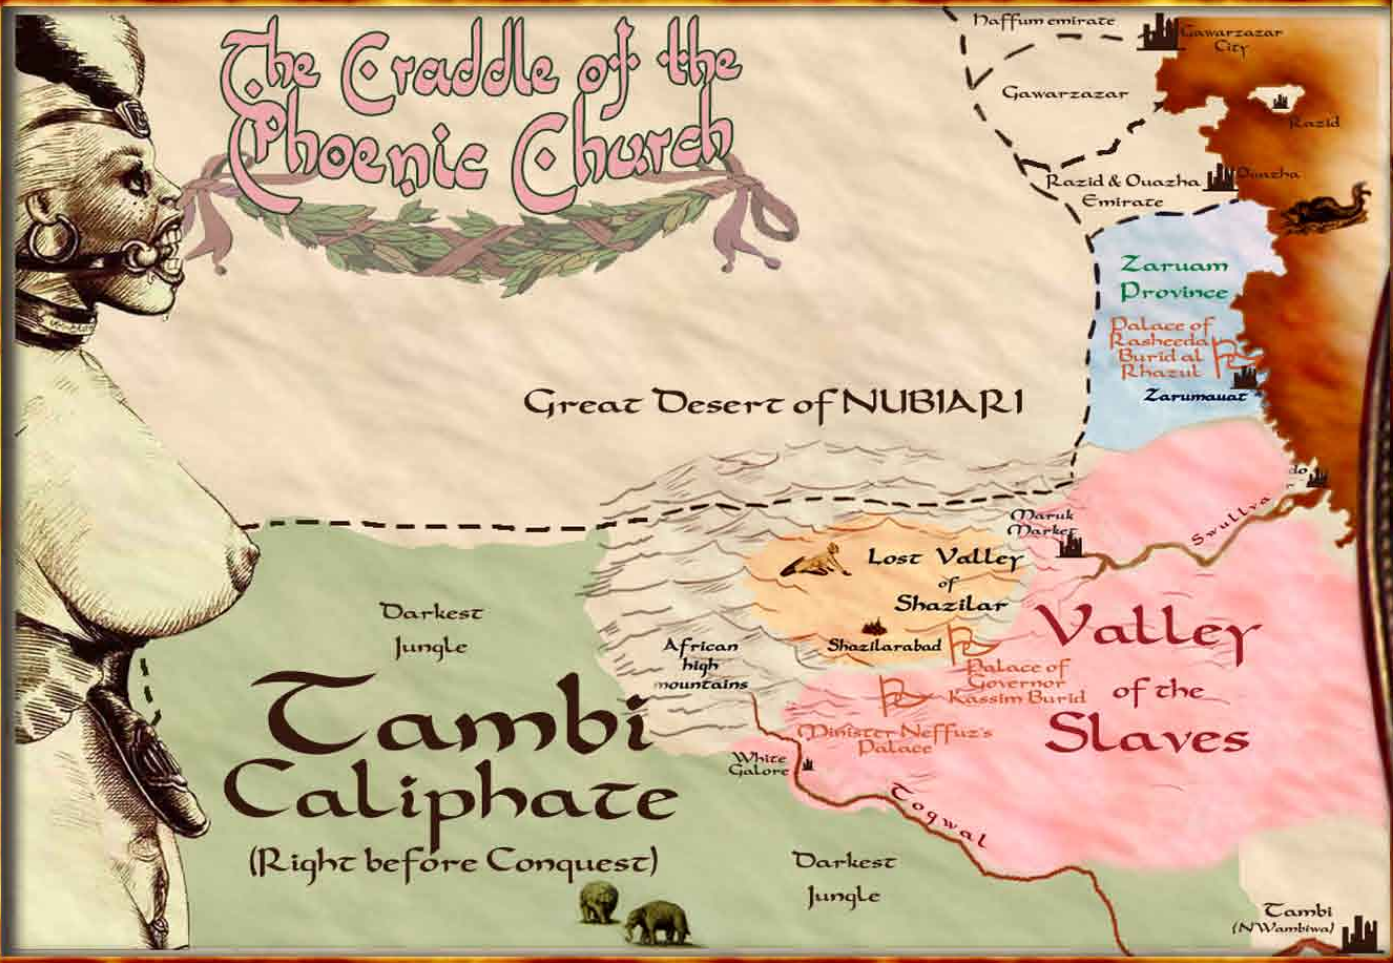 The Craddle of the
Phoenic Church
Haffum emirate
Gawarzazar
City
Gawarzazar
Razid
Razid & Ouazha
Emirate
Ouazha
Zaruam
Province
Palace of
Rasheeda
Burid al
Rhazul
Zarumauat
Great Desert of NUBIARI
Maruk
Market
Swullva
Lost Valley
of
Shazilar
Shazilarabad
Valley
of the
Slaves
Darkest
Jungle
African
high
mountains
Palace of
Governor
Kassim Burid
Minister Neffuz's
Palace
White
Galore
Toqwal
Tambi
Caliphate
(Right before Conquest)
Darkest
Jungle
Tambi
(NWambiwa)